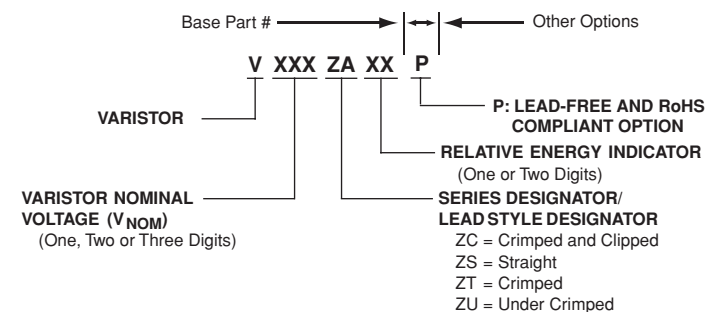 Base Part #
Other Options
V XXX ZA XX P
VARISTOR
P: LEAD-FREE AND RoHS
COMPLIANT OPTION
RELATIVE ENERGY INDICATOR
(One or Two Digits)
VARISTOR NOMINAL
VOLTAGE (VNOM)
(One, Two or Three Digits)
SERIES DESIGNATOR/
LEAD STYLE DESIGNATOR
ZC = Crimped and Clipped
ZS = Straight
ZT = Crimped
ZU = Under Crimped